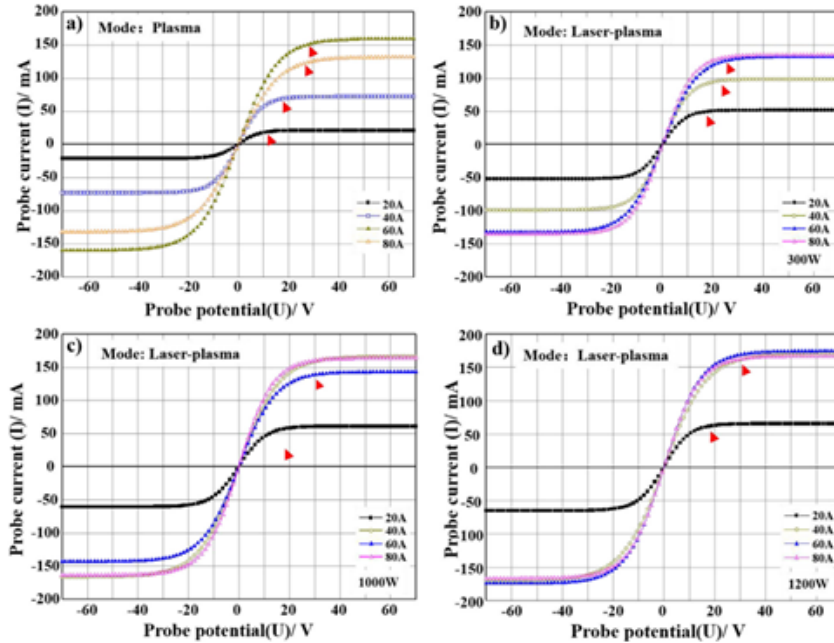 a)
Mode: Plasma
Probe current (I)/ mA
200
150
100
50
0
-50
-100
-150
200
-60 -40 -20 0 20 40 60
Probe potential(U)/ V
20A
40A
60A
80A
b)
Mode: Laser-plasma
Probe current (I)/ mA
200
150
100
50
0
-50
-100
-150
-200
-60 -40 -20 0 20 40 60
Probe potential(U)/ V
20A
40A
60A
80A
300W
c)
Mode: Laser-plasma
Probe current (I)/ mA
200
150
100
50
0
-50
-100
-150
-200
-60 -40 -20 0 20 40 60
Probe potential(U)/ V
20A
40A
60A
80A
1000W
d)
Mode: Laser-plasma
Probe current (I)/ mA
200
150
100
50
0
-50
-100
-150
-200
-60 -40 -20 0 20 40 60
Probe potential(U)/ V
20A
40A
60A
80A
1200W